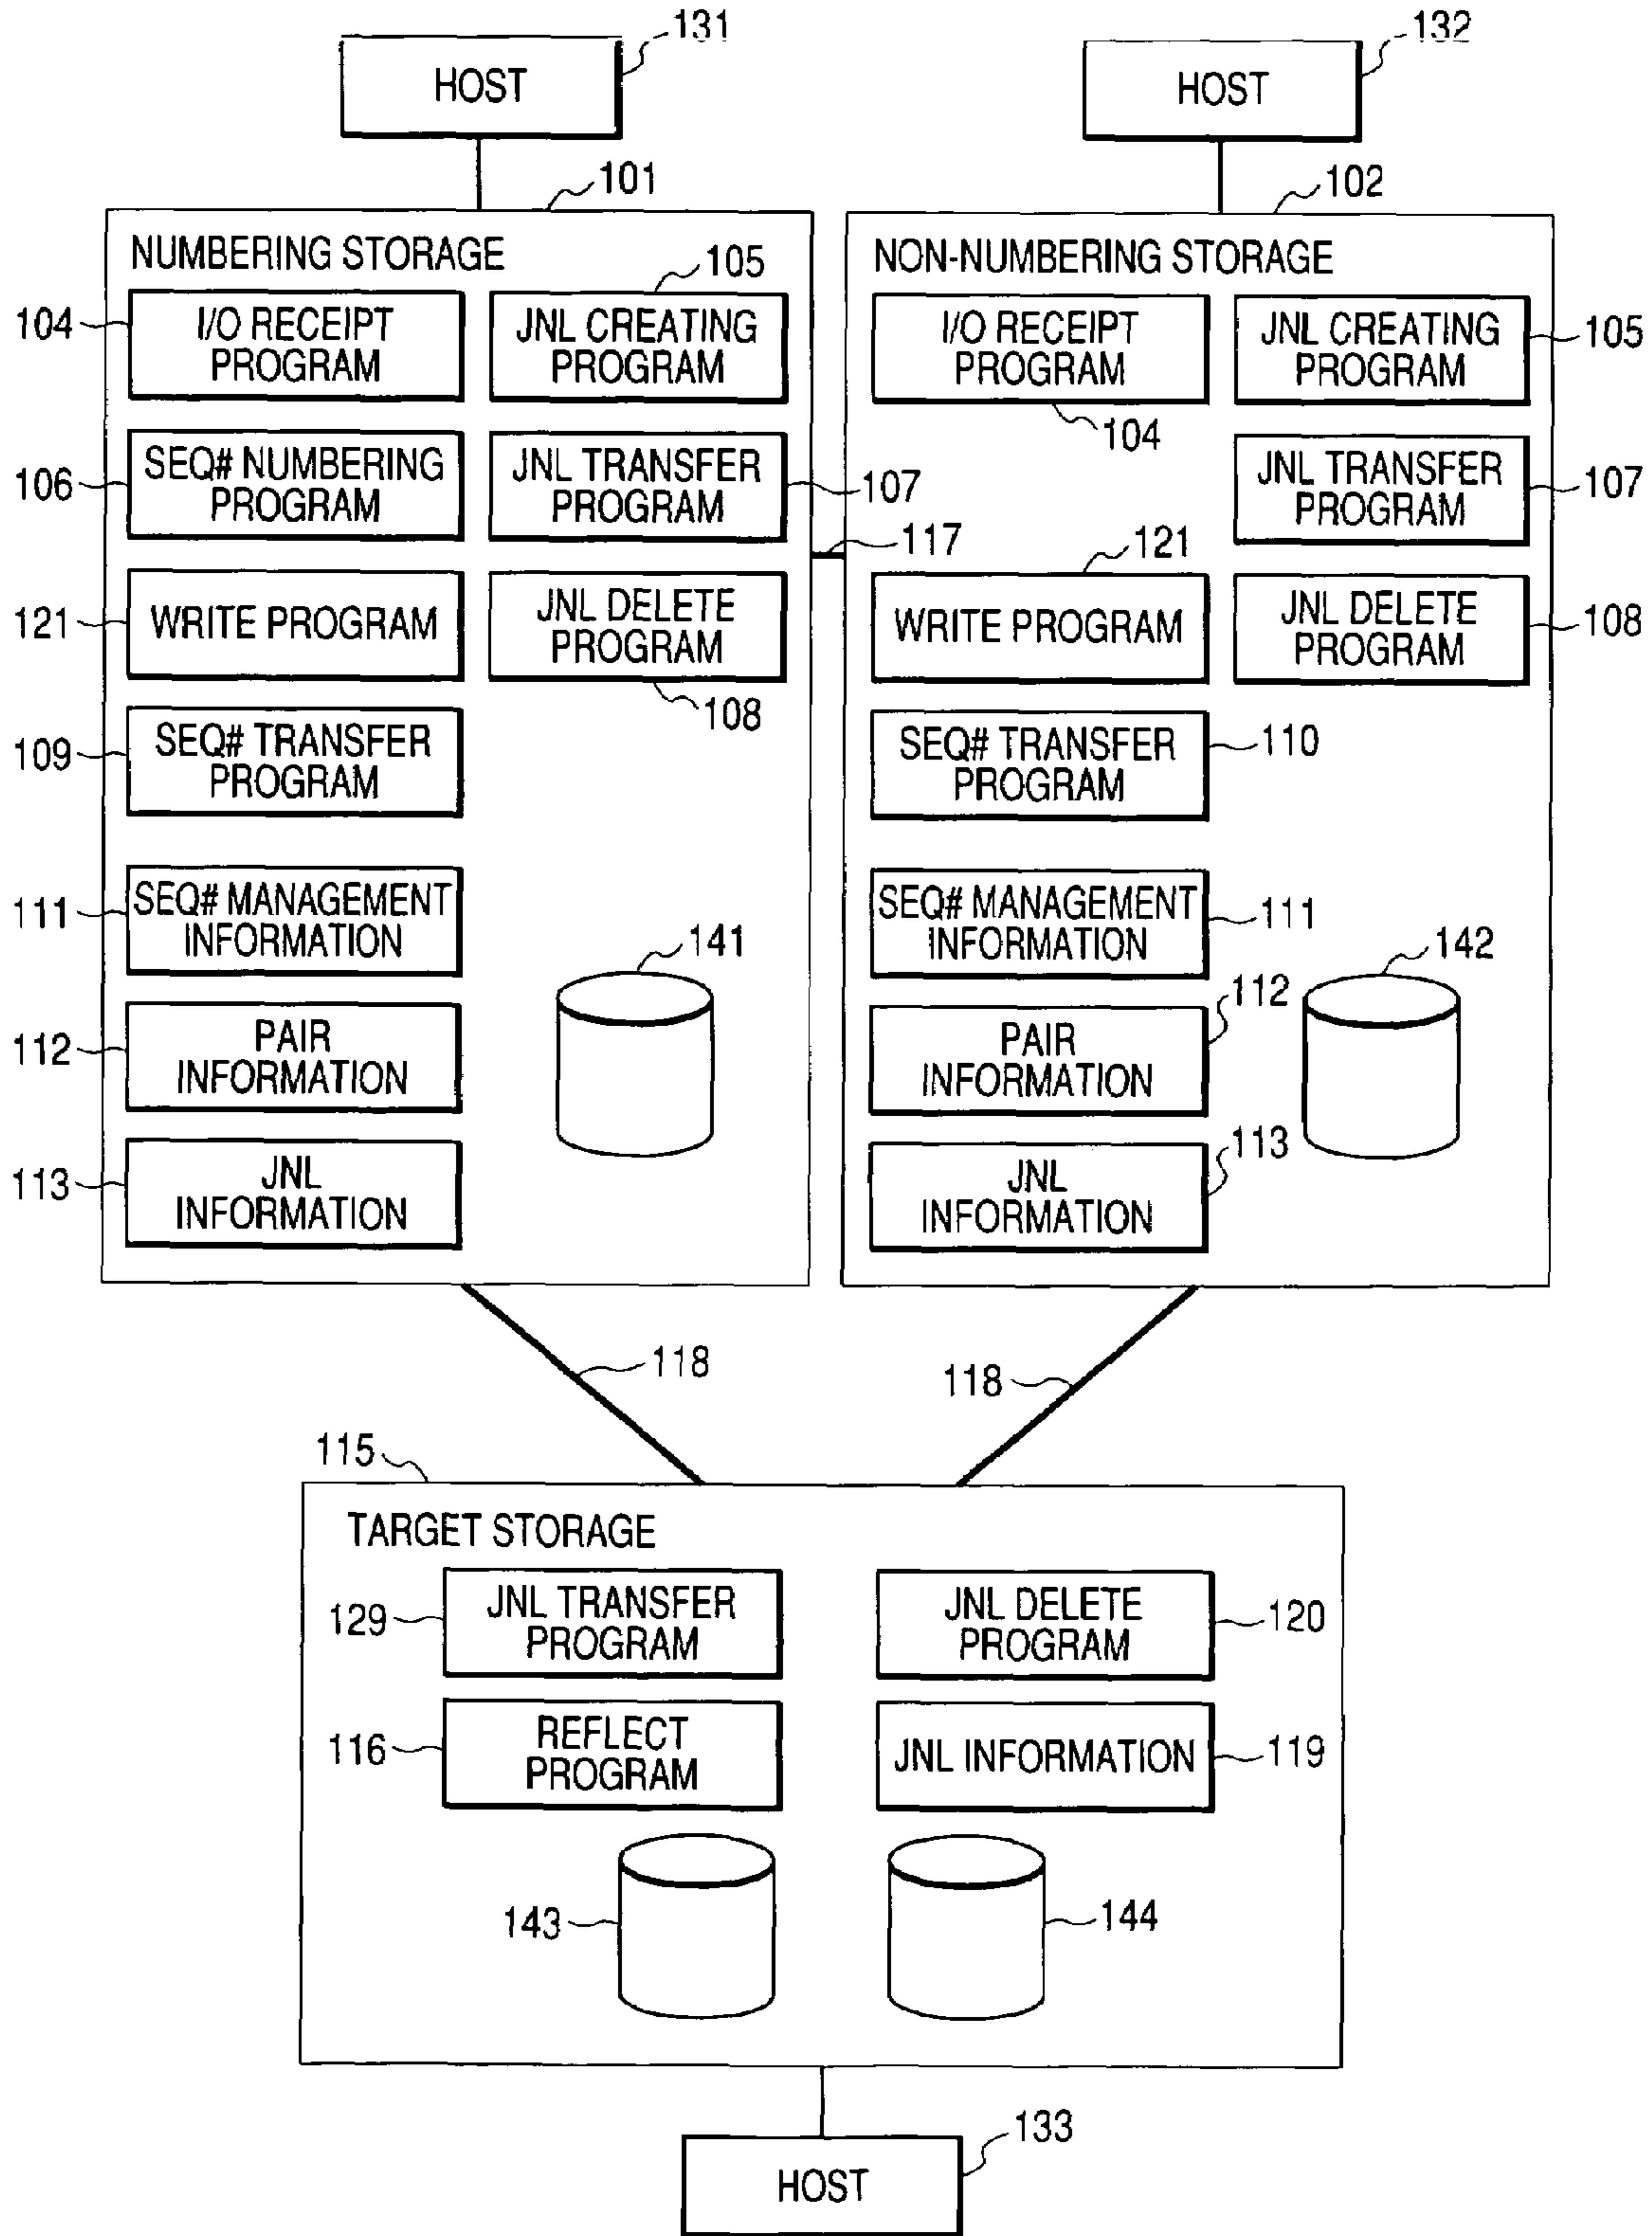 131
HOST
132
HOST
101
NUMBERING STORAGE
104
I/O RECEIPT
PROGRAM
105
JNL CREATING
PROGRAM
106
SEQ# NUMBERING
PROGRAM
JNL TRANSFER
PROGRAM
107
117
121
WRITE PROGRAM
JNL DELETE
PROGRAM
108
109
SEQ# TRANSFER
PROGRAM
111
SEQ# MANAGEMENT
INFORMATION
141
112
PAIR
INFORMATION
113
JNL
INFORMATION
102
NON-NUMBERING STORAGE
I/O RECEIPT
PROGRAM
104
JNL CREATING
PROGRAM
105
JNL TRANSFER
PROGRAM
107
121
WRITE PROGRAM
JNL DELETE
PROGRAM
108
SEQ# TRANSFER
PROGRAM
110
SEQ# MANAGEMENT
INFORMATION
111
142
112
PAIR
INFORMATION
113
JNL
INFORMATION
118
118
115
TARGET STORAGE
129
JNL TRANSFER
PROGRAM
JNL DELETE
PROGRAM
120
116
REFLECT
PROGRAM
JNL INFORMATION
119
143
144
133
HOST